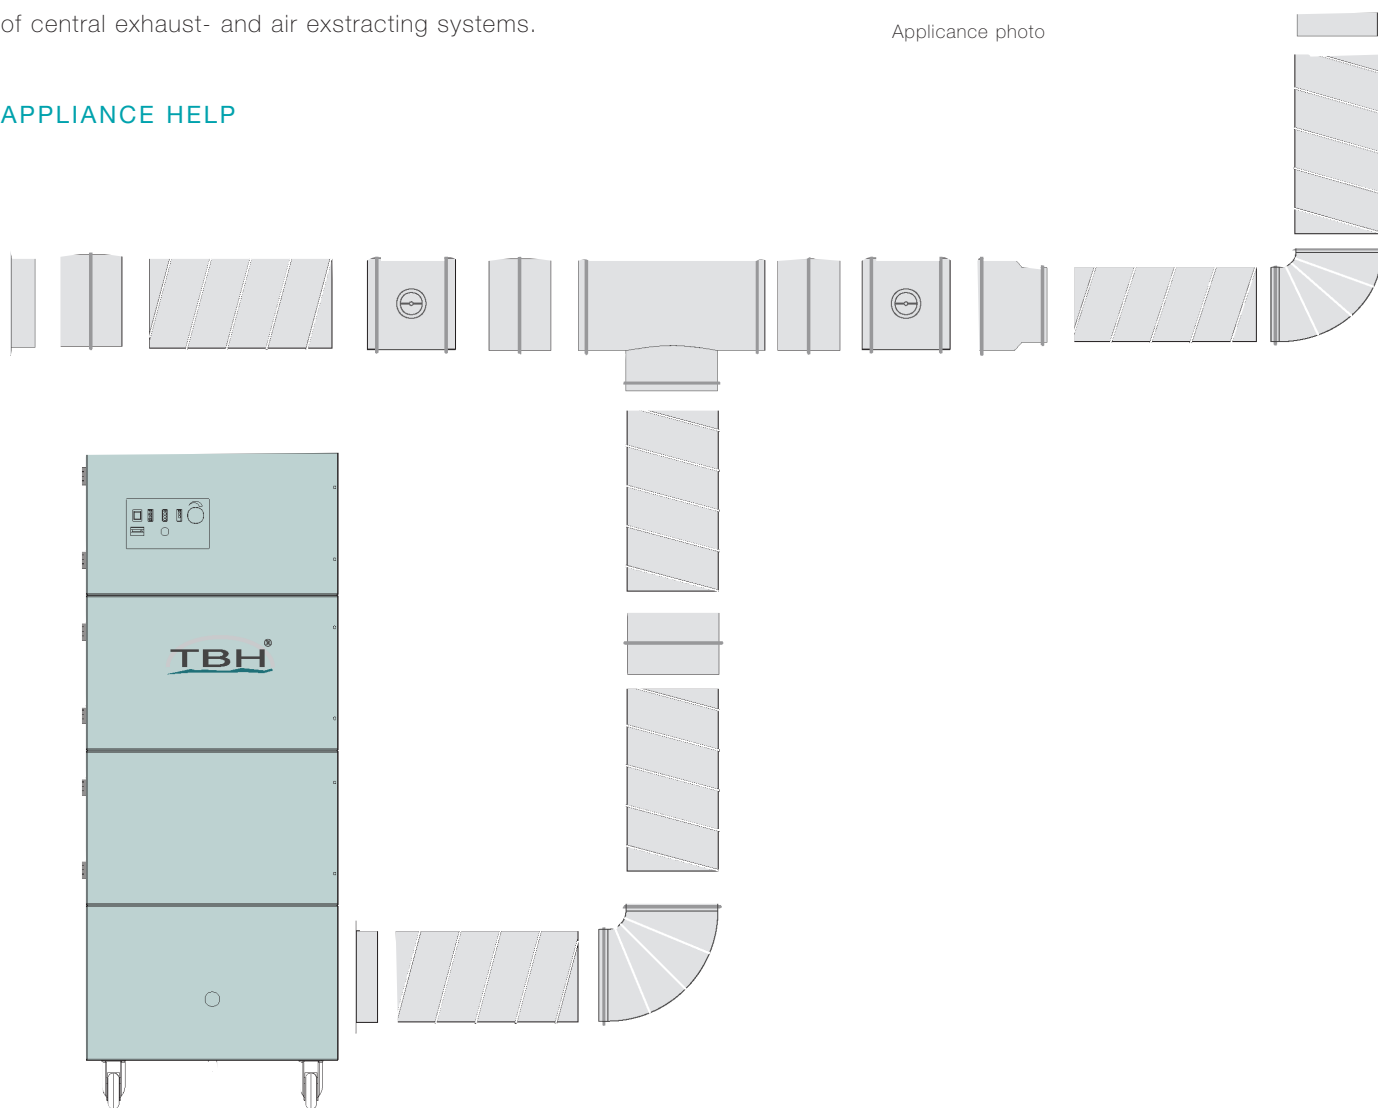 of central exhaust- and air exstracting systems.
Applicance photo
APPLIANCE HELP
TBH®